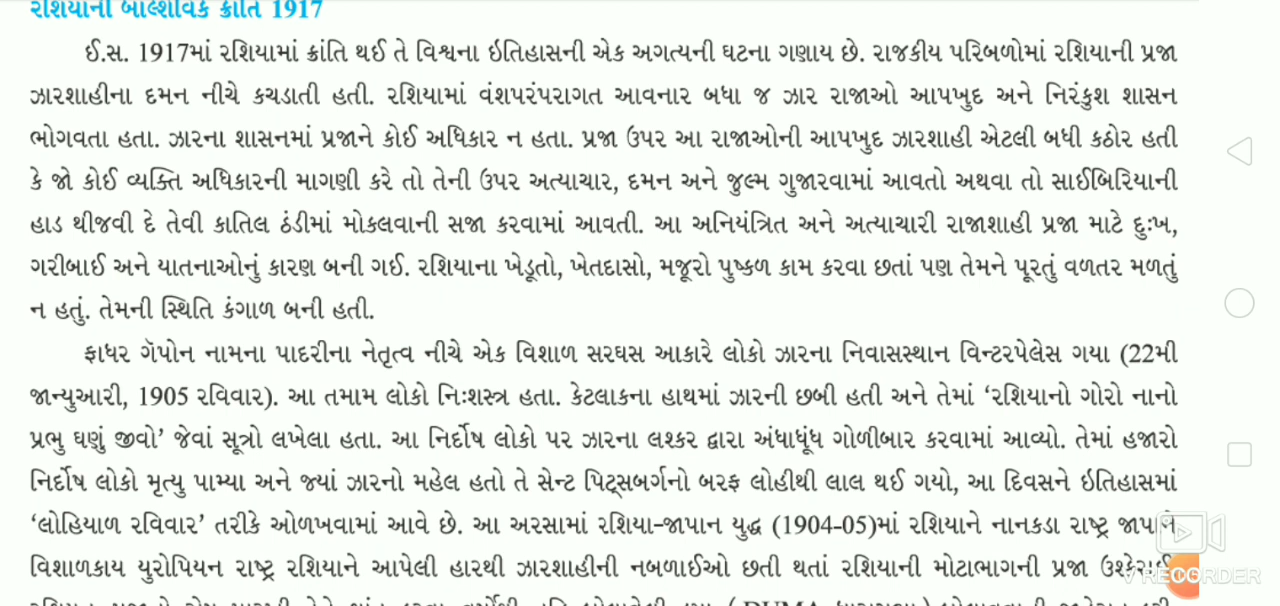 રશિયાની બોલ્શેવિક ક્રાંતિ 1917
ઈ.સ. 1917માં રશિયામાં ક્રાંતિ થઈ તે વિશ્વના ઇતિહાસની એક અગત્યની ઘટના ગણાય છે. રાજકીય પરિબળોમાં રશિયાની પ્રજા
ઝારશાહીના દમન નીચે કચડાતી હતી. રશિયામાં વંશપરંપરાગત આવનાર બધા જ ઝાર રાજાઓ આપખુદ અને નિરંકુશ શાસન
ભોગવતા હતા. ઝારના શાસનમાં પ્રજાને કોઈ અધિકાર ન હતા. પ્રજા ઉપર આ રાજાઓની આપખુદ ઝારશાહી એટલી બધી કઠોર હતી
કે જો કોઈ વ્યક્તિ અધિકારની માગણી કરે તો તેની ઉપર અત્યાચાર, દમન અને જુલ્મ ગુજારવામાં આવતો અથવા તો સાઈબિરિયાની
હાડ થીજવી દે તેવી કાતિલ ઠંડીમાં મોકલવાની સજા કરવામાં આવતી. આ અનિયંત્રિત અને અત્યાચારી રાજાશાહી પ્રજા માટે દુઃખ,
ગરીબાઈ અને યાતનાઓનું કારણ બની ગઈ. રશિયાના ખેડૂતો, ખેતદાસો, મજૂરો પુષ્કળ કામ કરવા છતાં પણ તેમને પૂરતું વળતર મળતું
ન હતું. તેમની સ્થિતિ કંગાળ બની હતી.
ફાધર ગૅપોન નામના પાદરીના નેતૃત્વ નીચે એક વિશાળ સરઘસ આકારે લોકો ઝારના નિવાસસ્થાન વિન્ટરપેલેસ ગયા (22મી
જાન્યુઆરી, 1905 રવિવાર). આ તમામ લોકો નિઃશસ્ત્ર હતા. કેટલાકના હાથમાં ઝારની છબી હતી અને તેમાં ‘રશિયાનો ગોરો નાનો
પ્રભુ ઘણું જીવો’ જેવાં સૂત્રો લખેલા હતા. આ નિર્દોષ લોકો પર ઝારના લશ્કર દ્વારા અંધાધૂંધ ગોળીબાર કરવામાં આવ્યો. તેમાં હજારો
નિર્દોષ લોકો મૃત્યુ પામ્યા અને જ્યાં ઝારનો મહેલ હતો તે સેન્ટ પિટ્સબર્ગનો બરફ લોહીથી લાલ થઈ ગયો, આ દિવસને ઇતિહાસમાં
‘લોહિયાળ રવિવાર’ તરીકે ઓળખવામાં આવે છે. આ અરસામાં રશિયા-જાપાન યુદ્ધ (1904-05)માં રશિયાને નાનકડા રાષ્ટ્ર જાપાને
વિશાળકાય યુરોપિયન રાષ્ટ્ર રશિયાને આપેલી હારથી ઝારશાહીની નબળાઈઓ છતી થતાં રશિયાની મોટાભાગની પ્રજા ઉશ્કેરાઈ
V RECORDER